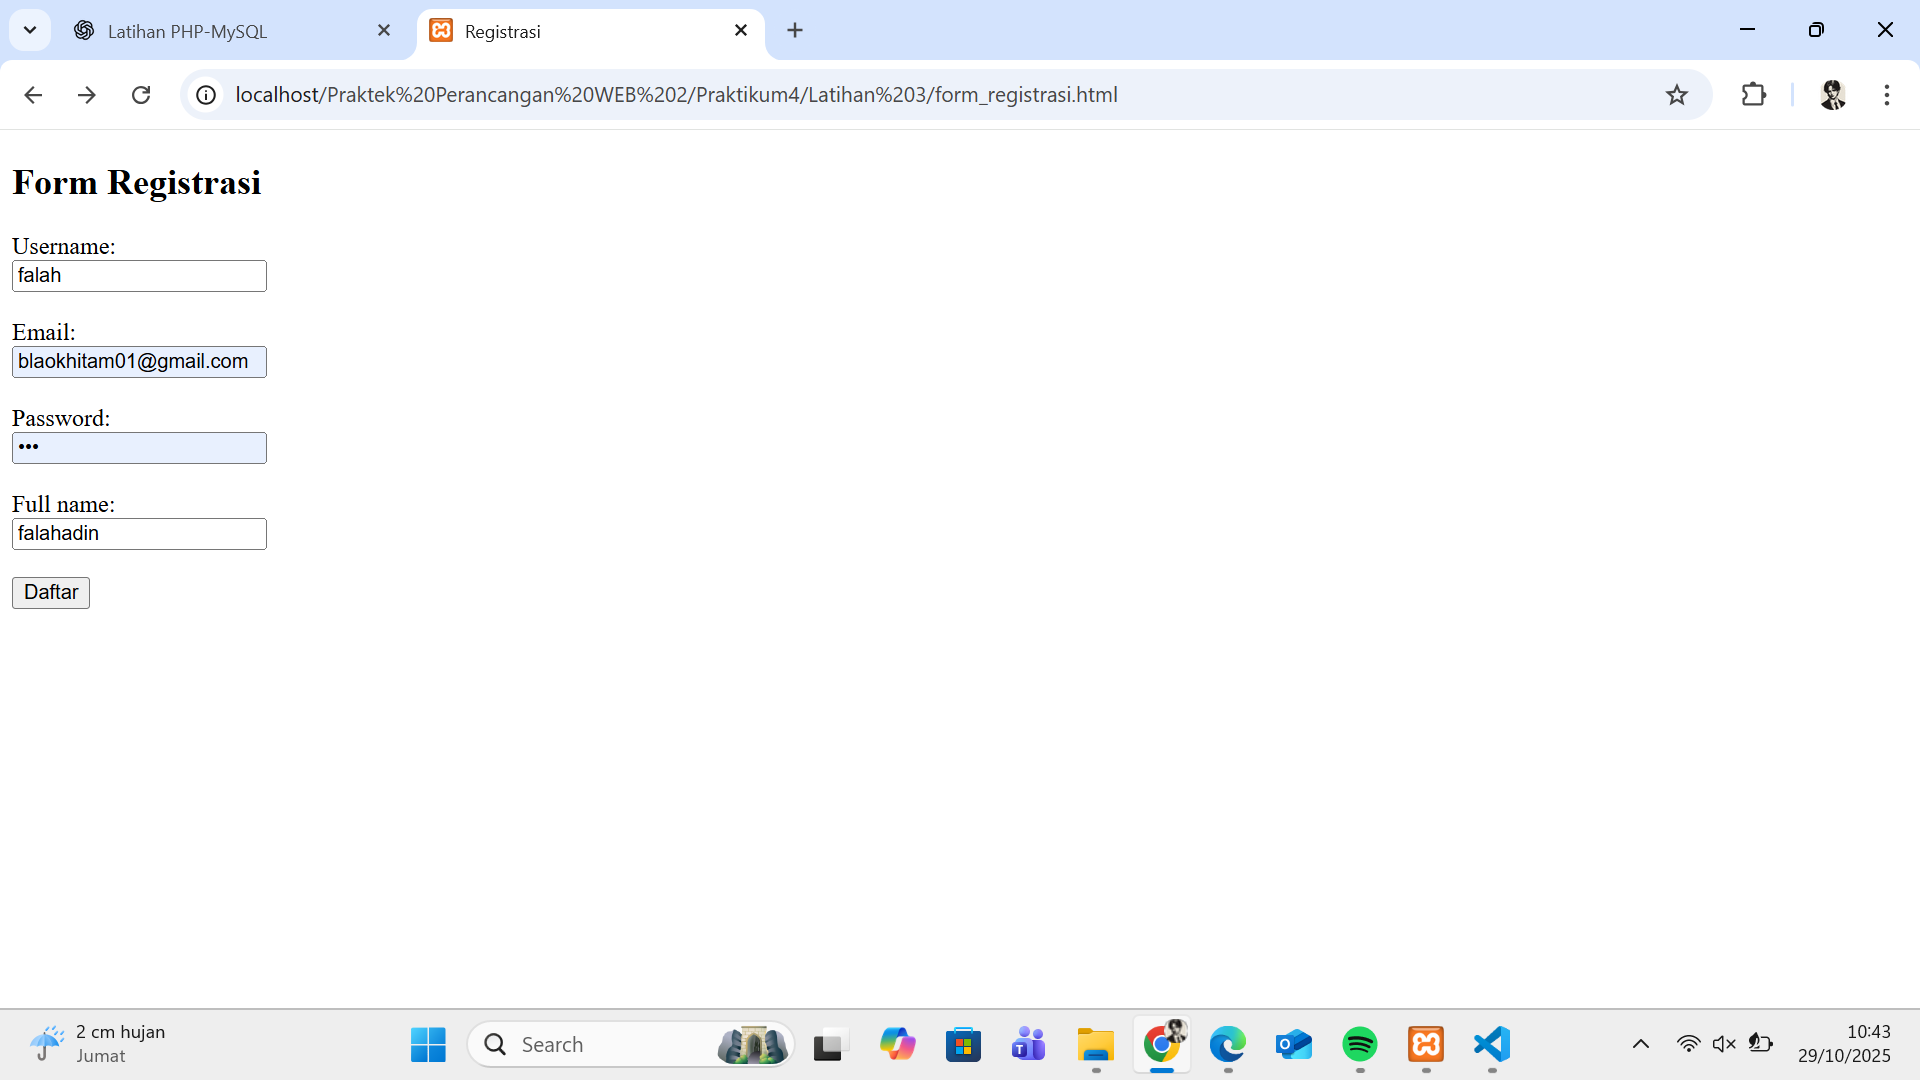 Latihan PHP-MySQL
Registrasi
localhost/Praktek%20Perancangan%20WEB%202/Praktikum4/Latihan%203/form_registrasi.html
Form Registrasi
Username:
falah
Email:
blaokhitam01@gmail.com
Password:
•••
Full name:
falahadin
Daftar
2 cm hujan
Jumat
Search
10:43
29/10/2025